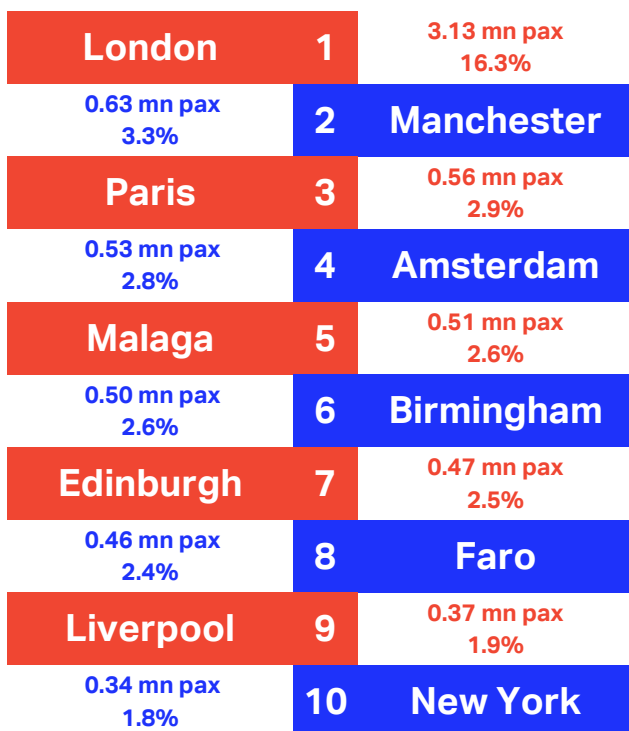 London 1 3.13 mn pax
16.3%
0.63 mn pax 2 Manchester
3.3%
Paris 3 0.56 mn pax
2.9%
0.53 mn pax 4 Amsterdam
2.8%
Malaga 5 0.51 mn pax
2.6%
0.50 mn pax 6 Birmingham
2.6%
Edinburgh 7 0.47 mn pax
2.5%
0.46 mn pax 8 Faro
2.4%
Liverpool 9 0.37 mn pax
1.9%
0.34 mn pax 10 New York
1.8%